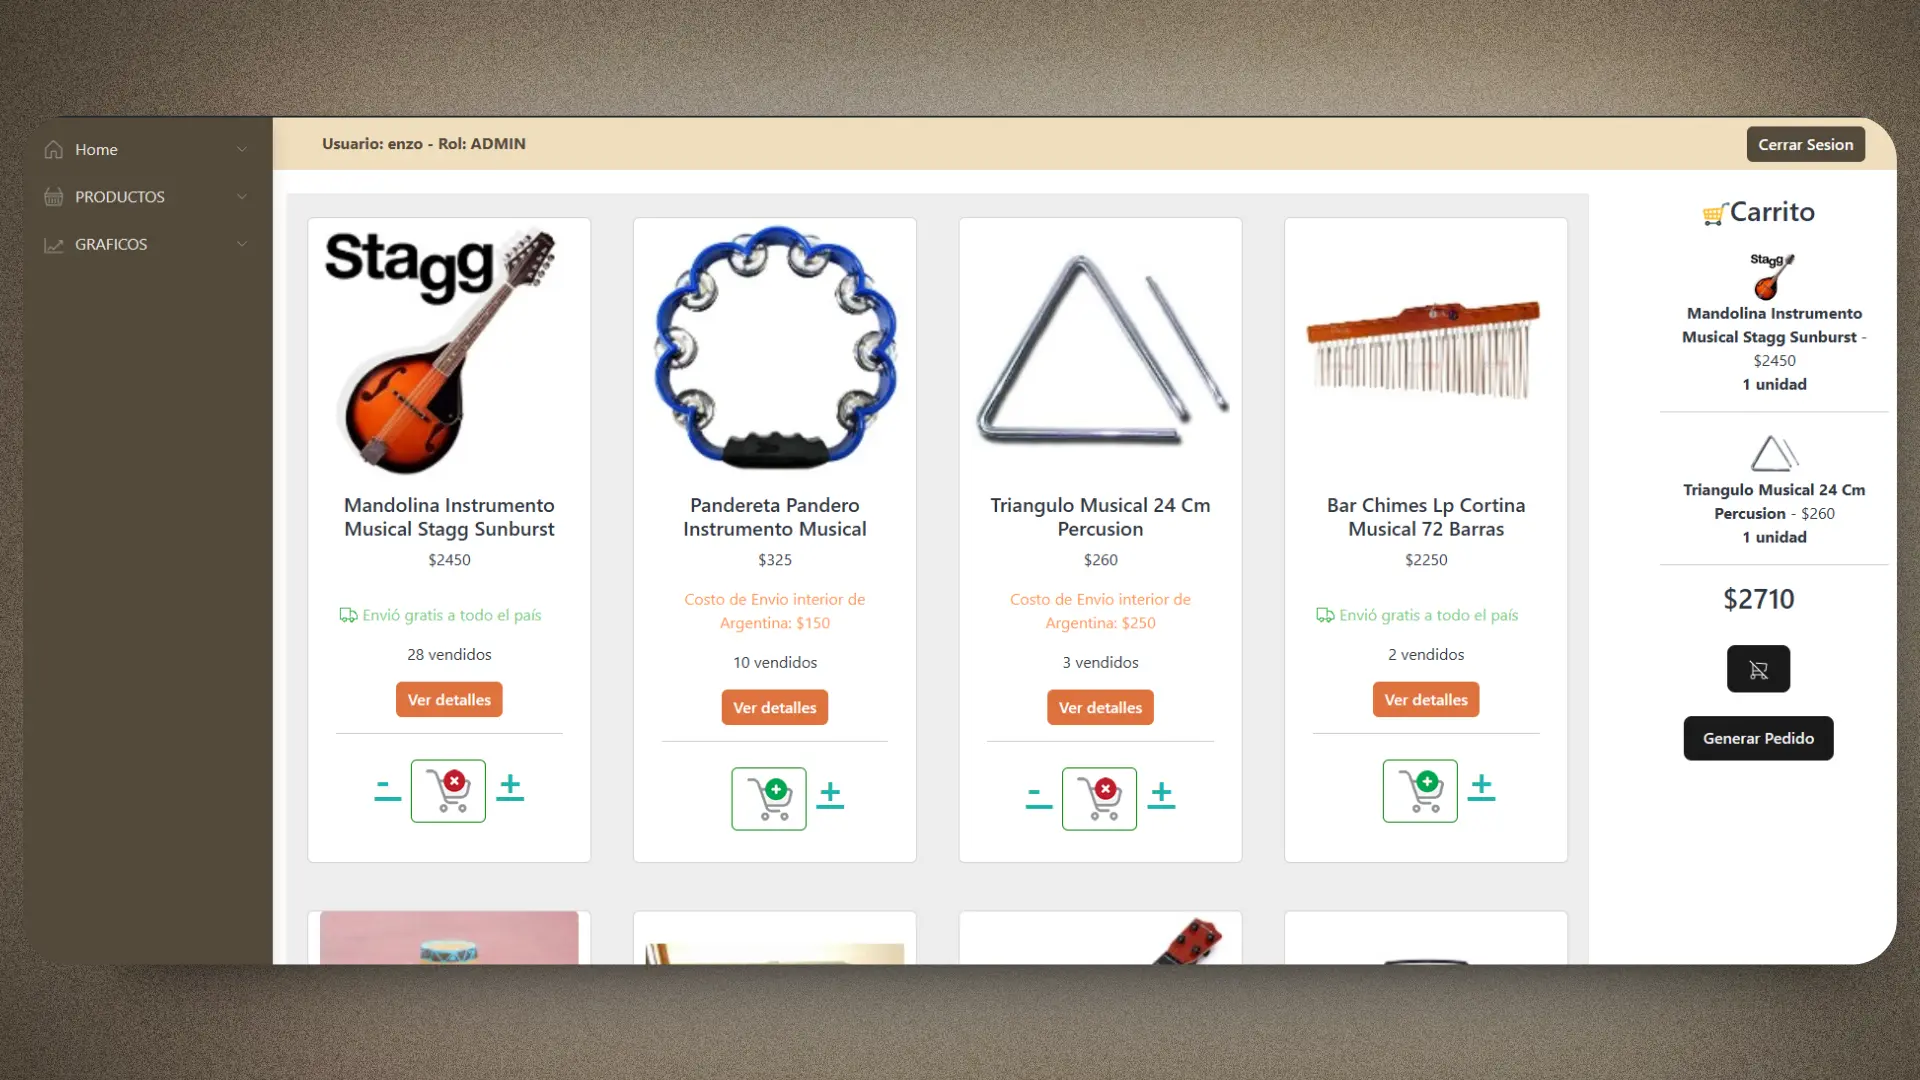 Home
PRODUCTOS
GRAFICOS
Usuario: enzo - Rol: ADMIN
Cerrar Sesion
Stagg
Mandolina Instrumento
Musical Stagg Sunburst
$2450
Envió gratis a todo el país
28 vendidos
Ver detalles
Pandereta Pandero
Instrumento Musical
$325
Costo de Envio interior de
Argentina: $150
10 vendidos
Ver detalles
Triangulo Musical 24 Cm
Percusion
$260
Costo de Envio interior de
Argentina: $250
3 vendidos
Ver detalles
Bar Chimes Lp Cortina
Musical 72 Barras
$2250
Envió gratis a todo el país
2 vendidos
Ver detalles
Carrito
Stagg
Mandolina Instrumento
Musical Stagg Sunburst -
$2450
1 unidad
Triangulo Musical 24 Cm
Percusion - $260
1 unidad
$2710
Generar Pedido